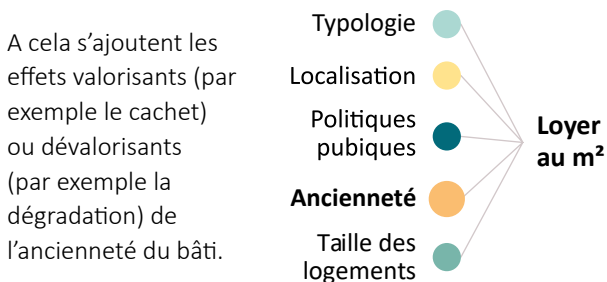 A cela s’ajoutent les
effets valorisants (par
exemple le cachet)
ou dévalorisants
(par exemple la
dégradation) de
l’ancienneté du bâti.
Typologie
Localisation
Politiques
pubiques
Ancienneté
Taille des
logements
Loyer
au m²